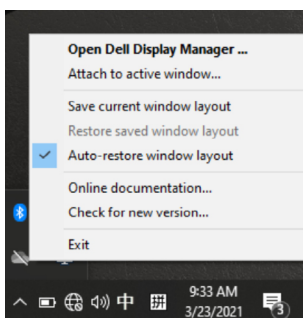 Open Dell Display Manager ...
Attach to active window...
Save current window layout
Restore saved window layout
Auto-restore window layout
Online documentation...
Check for new version...
Exit
中 拼 9:33 AM
3/23/2021
3